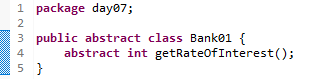 1 package day07;
2
3 public abstract class Bank01 {
4     abstract int getRateOfInterest();
5 }